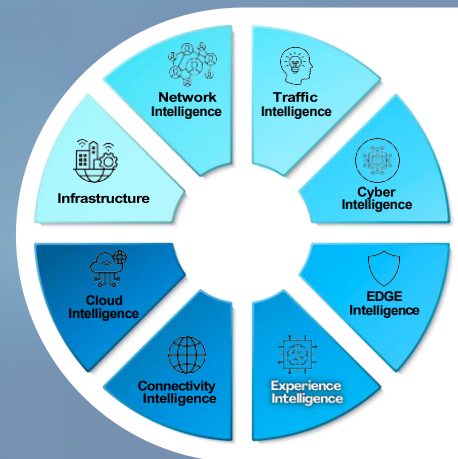 Network
Intelligence
Traffic
Intelligence
Cyber
Intelligence
EDGE
Intelligence
Experience
Intelligence
Connectivity
Intelligence
Cloud
Intelligence
Infrastructure